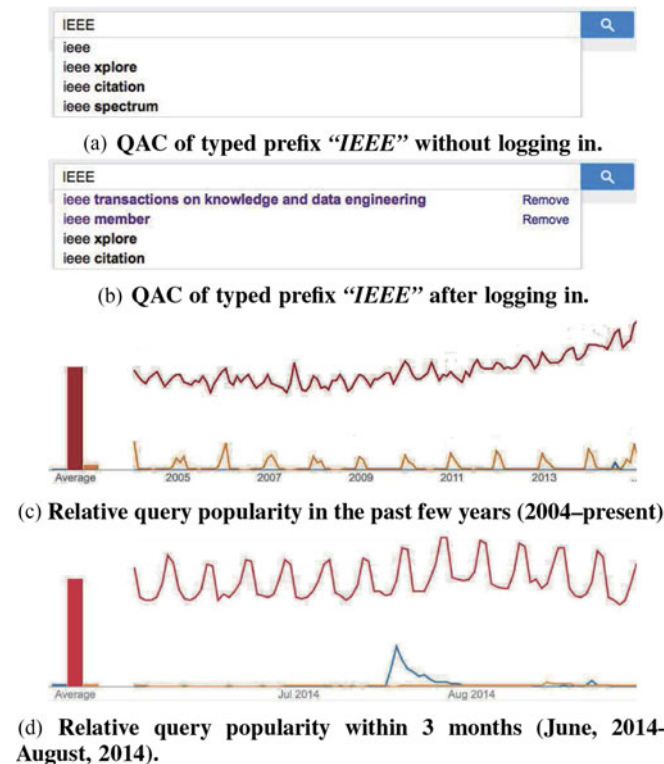 IEEE
ieee
ieee xplore
ieee citation
ieee spectrum
(a) QAC of typed prefix “IEEE” without logging in.
IEEE
ieee transactions on knowledge and data engineering Remove
ieee member Remove
ieee xplore
ieee citation
(b) QAC of typed prefix “IEEE” after logging in.
Average 2005 2007 2009 2011 2013 ...
(c) Relative query popularity in the past few years (2004–present)
Average Jul 2014 Aug 2014
(d) Relative query popularity within 3 months (June, 2014–
August, 2014).